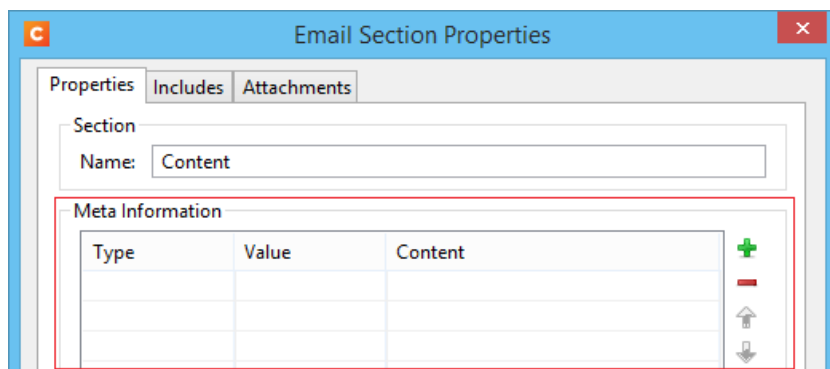 C Email Section Properties ×
Properties Includes Attachments
Section
Name: Content
Meta Information
Type Value Content